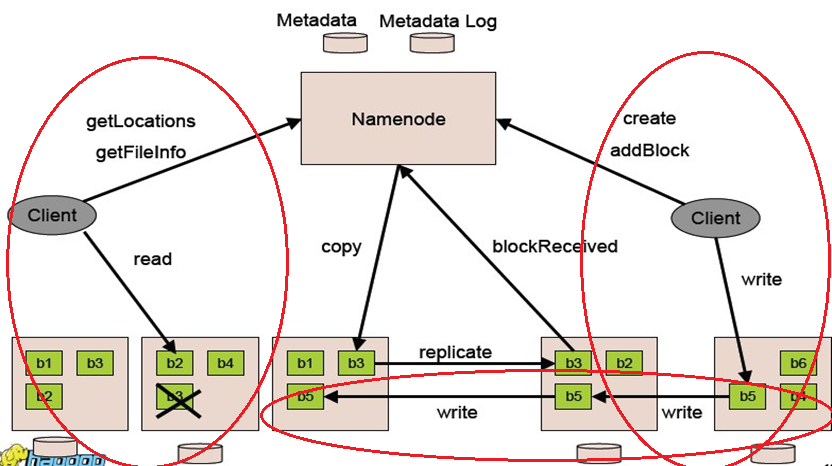 Metadata
Metadata Log
Namenode
getLocations
getFileInfo
create
addBlock
Client
Client
read
copy
blockReceived
write
b1 b3
b2
b2 b4
b3
b1 b3
b5
replicate
b3 b2
b5
b6
b5 b4
write
write